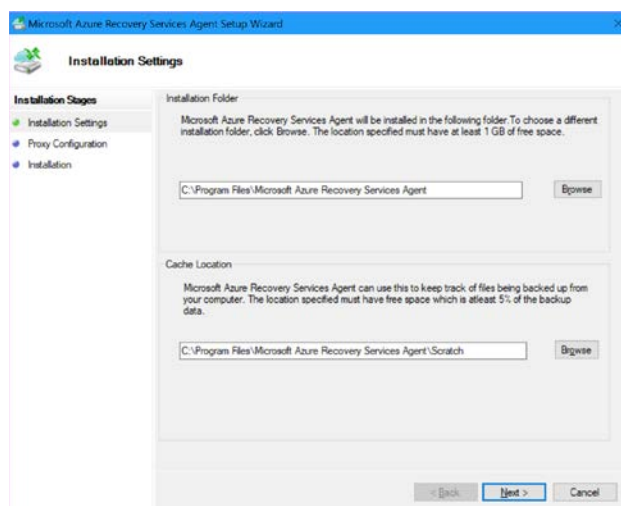 Microsoft Azure Recovery Services Agent Setup Wizard
Installation Settings
Installation Stages
Installation Settings
Proxy Configuration
Installation
Installation Folder
Microsoft Azure Recovery Services Agent will be installed in the following folder.To choose a different
installation folder, click Browse. The location specified must have at least 1 GB of free space.
C:\Program Files\Microsoft Azure Recovery Services Agent
Browse
Cache Location
Microsoft Azure Recovery Services Agent can use this to keep track of files being backed up from
your computer. The location specified must have free space which is atleast 5% of the backup
data.
C:\Program Files\Microsoft Azure Recovery Services Agent\Scratch
Browse
< Back
Next >
Cancel